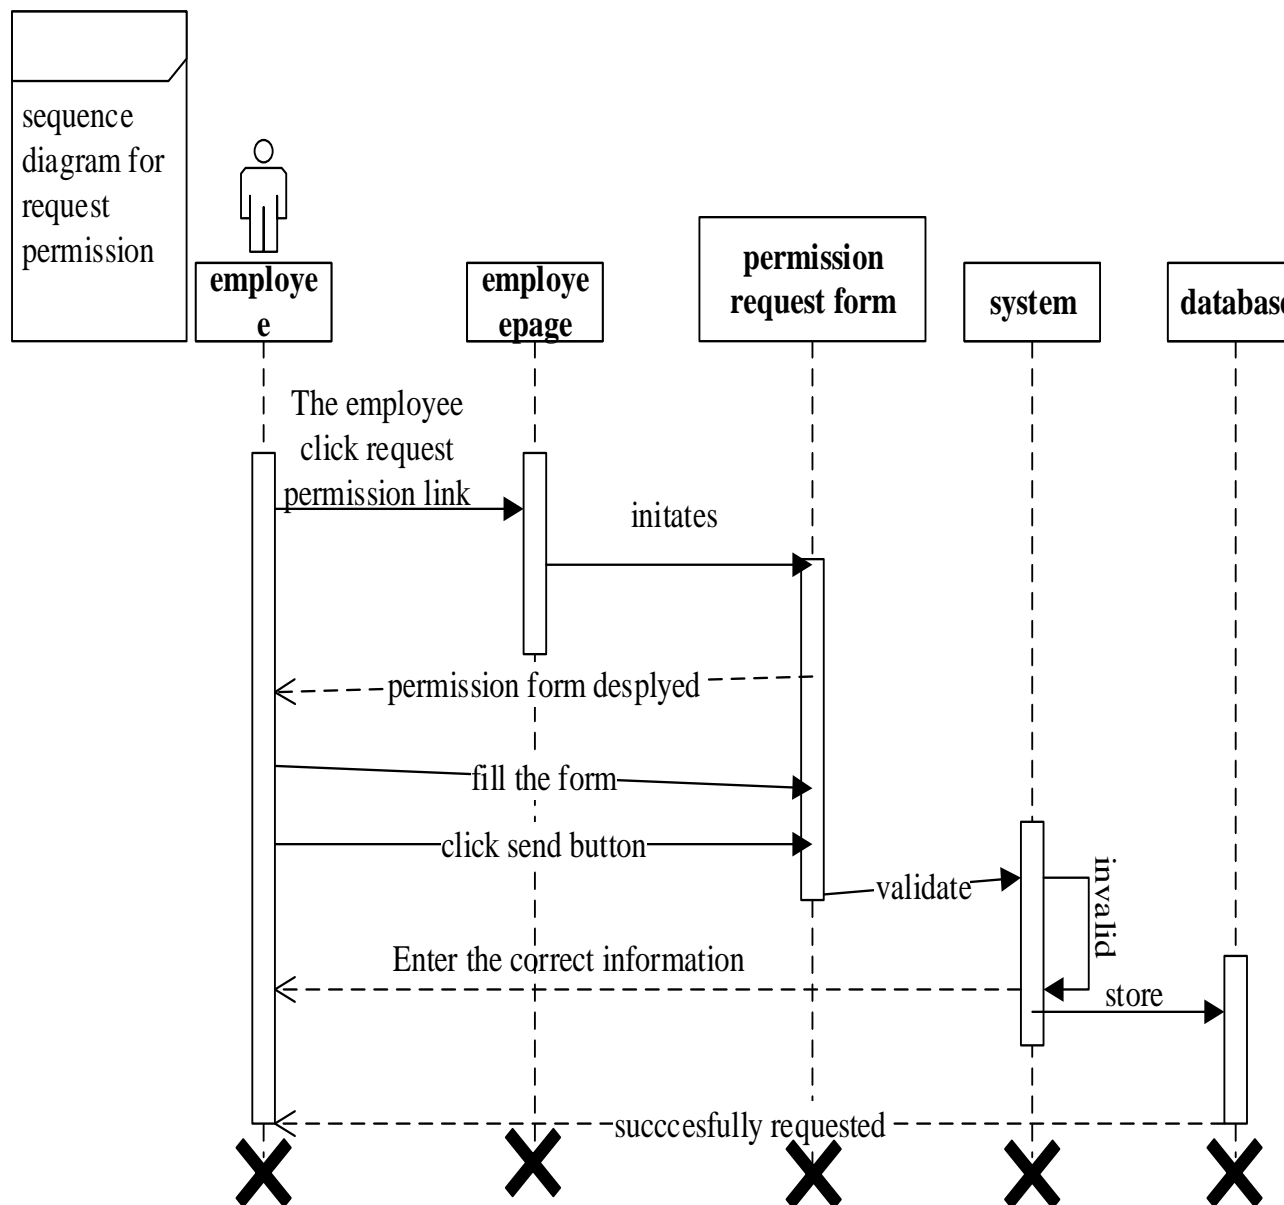 sequence
diagram for
request
permission
employe
e
employe
epage
permission
request form
system
database
The employee
click request
permission link
initates
permission form desplyed
fill the form
click send button
validate
invalid
Enter the correct information
store
succcesfully requested